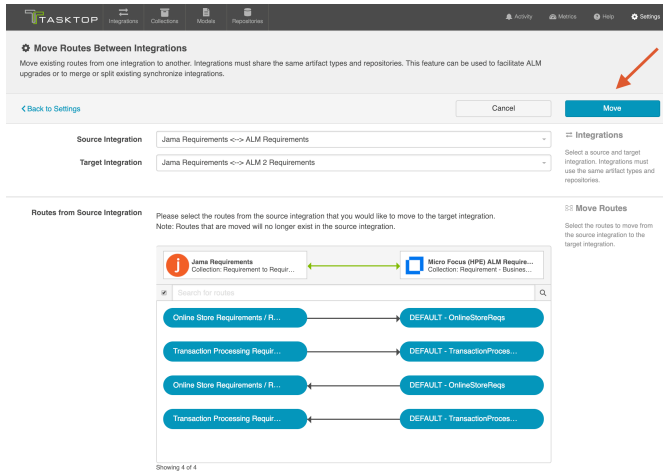 TASKTOP
Integrations
Collections
Models
Repositories
Activity
Metrics
Help
Settings
Move Routes Between Integrations
Move existing routes from one integration to another. Integrations must share the same artifact types and repositories. This feature can be used to facilitate ALM
upgrades or to merge or split existing synchronize integrations.
Back to Settings
Cancel
Move
Source Integration
Jama Requirements <--> ALM Requirements
Target Integration
Jama Requirements <--> ALM 2 Requirements
Integrations
Select a source and target
integration. Integrations must
use the same artifact types and
repositories.
Routes from Source Integration
Please select the routes from the source integration that you would like to move to the target integration.
Note: Routes that are moved will no longer exist in the source integration.
Move Routes
Select the routes to move from
the source integration to the
target integration.
j
Jama Requirements
Collection: Requirement to Requir...
Micro Focus (HPE) ALM Require...
Collection: Requirement - Busines...
Search for routes
Online Store Requirements / R...
DEFAULT - OnlineStoreReqs
Transaction Processing Requir...
DEFAULT - TransactionProces...
Online Store Requirements / R...
DEFAULT - OnlineStoreReqs
Transaction Processing Requir...
DEFAULT - TransactionProces...
Showing 4 of 4